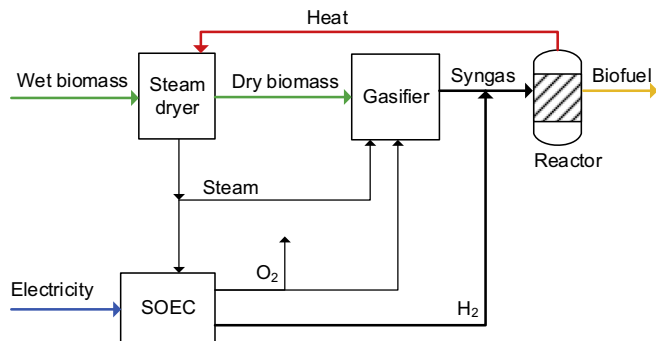 Heat
Wet biomass
Steam
dryer
Dry biomass
Gasifier
Syngas
Biofuel
Reactor
Steam
Electricity
SOEC
O₂
H₂